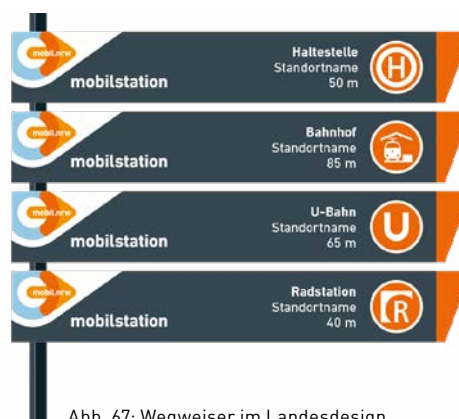 mobil.nrw
mobilstation
Haltestelle
Standortname
50 m
H
mobil.nrw
mobilstation
Bahnhof
Standortname
85 m
mobil.nrw
mobilstation
U-Bahn
Standortname
65 m
U
mobil.nrw
mobilstation
Radstation
Standortname
40 m
R
Abb. 67: Wegweiser im Landesdesign